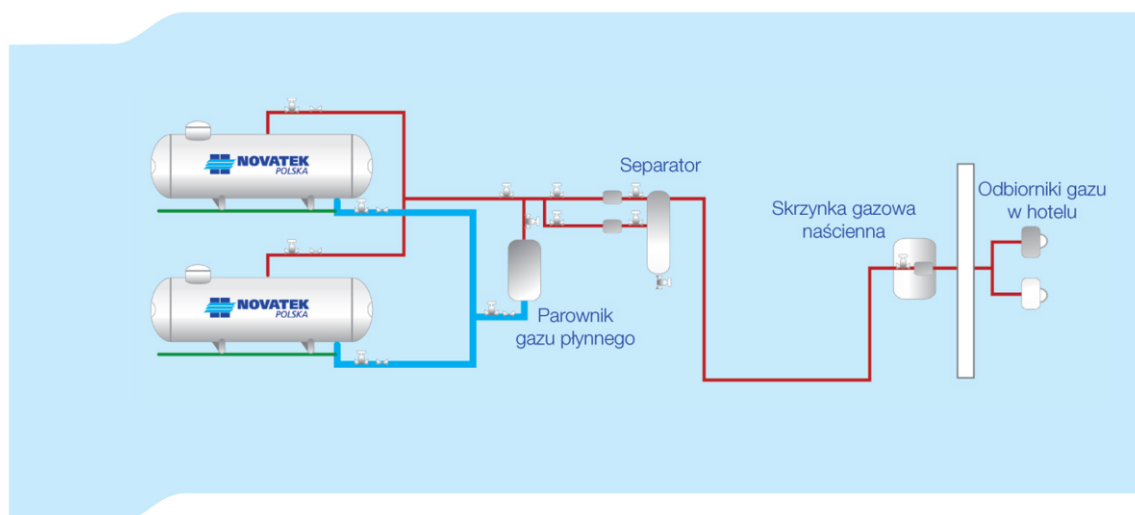 NOVATEK
POLSKA
NOVATEK
POLSKA
Separator
Parownik
gazu płynnego
Skrzynka gazowa
naścienna
Odbiorniki gazu
w hotelu